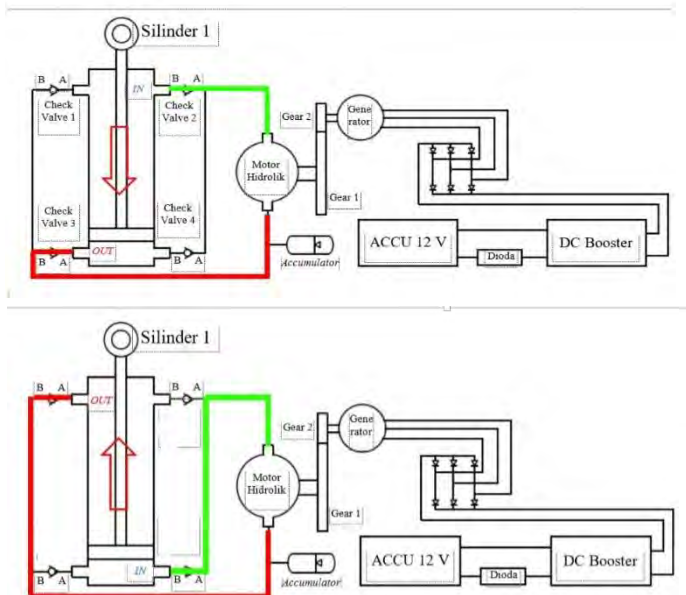 Silinder 1
B A
IN
B A
Check
Valve 1
Check
Valve 2
Gear 2
Gene
rator
Motor
Hidrolik
Gear 1
Check
Valve 3
Check
Valve 4
OUT
B A
B A
Accumulator
ACCU 12 V
Dioda
DC Booster
Silinder 1
B A
OUT
B A
Gear 2
Gene
rator
Motor
Hidrolik
Gear 1
B A
IN
B A
Accumulator
ACCU 12 V
Dioda
DC Booster